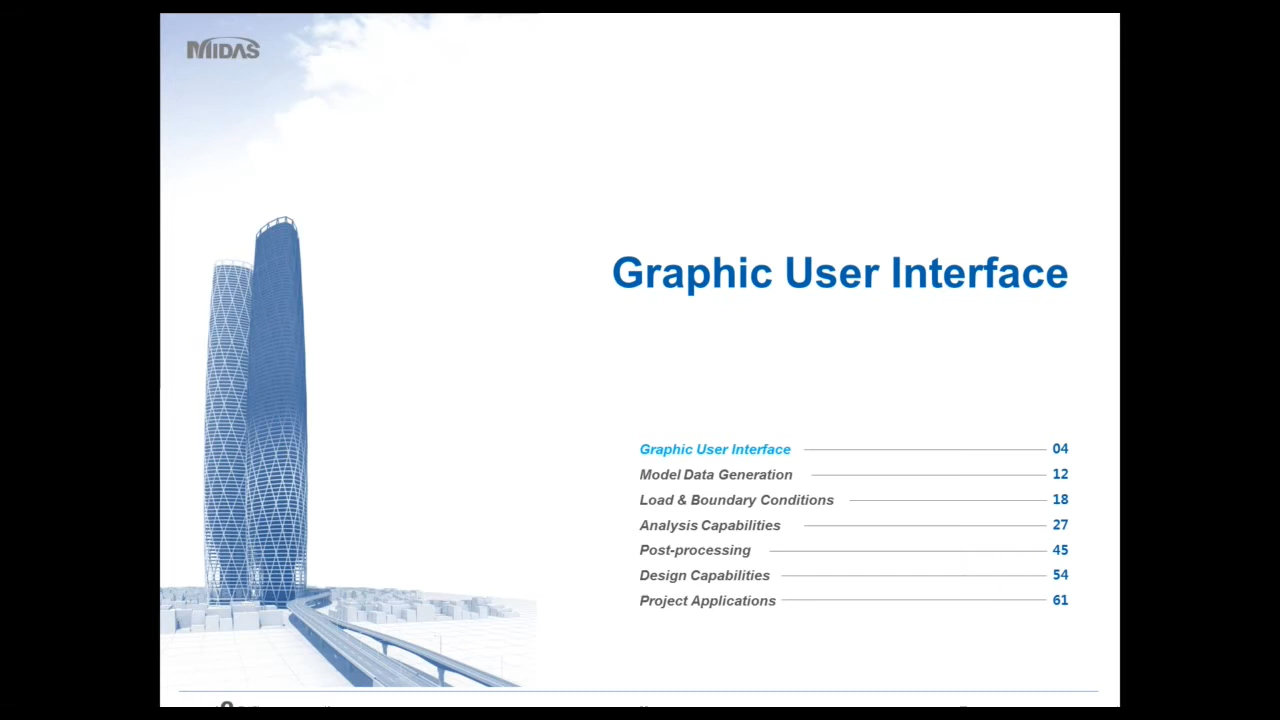 MIDAS
Graphic User Interface
Graphic User Interface 04
Model Data Generation 12
Load & Boundary Conditions 18
Analysis Capabilities 27
Post-processing 45
Design Capabilities 54
Project Applications 61